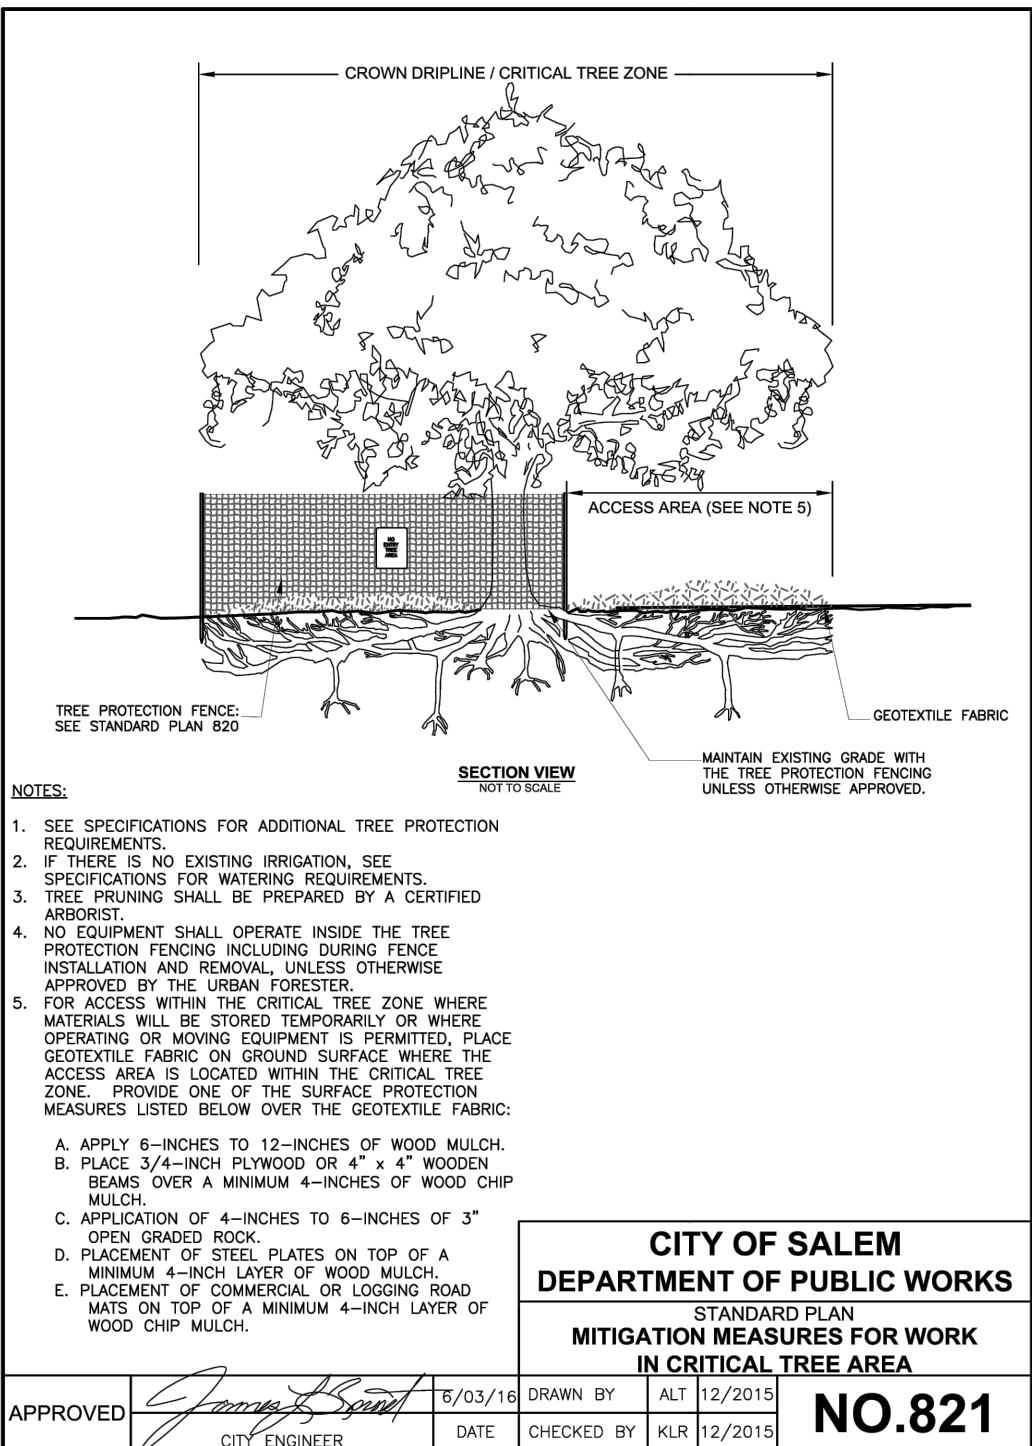 CROWN DRIPLINE / CRITICAL TREE ZONE
ACCESS AREA (SEE NOTE 5)
NO
ENTRY
TREE
AREA
TREE PROTECTION FENCE:
SEE STANDARD PLAN 820
GEOTEXTILE FABRIC
MAINTAIN EXISTING GRADE WITH
THE TREE PROTECTION FENCING
UNLESS OTHERWISE APPROVED.
SECTION VIEW
NOT TO SCALE
NOTES:
1. SEE SPECIFICATIONS FOR ADDITIONAL TREE PROTECTION
REQUIREMENTS.
2. IF THERE IS NO EXISTING IRRIGATION, SEE
SPECIFICATIONS FOR WATERING REQUIREMENTS.
3. TREE PRUNING SHALL BE PREPARED BY A CERTIFIED
ARBORIST.
4. NO EQUIPMENT SHALL OPERATE INSIDE THE TREE
PROTECTION FENCING INCLUDING DURING FENCE
INSTALLATION AND REMOVAL, UNLESS OTHERWISE
APPROVED BY THE URBAN FORESTER.
5. FOR ACCESS WITHIN THE CRITICAL TREE ZONE WHERE
MATERIALS WILL BE STORED TEMPORARILY OR WHERE
OPERATING OR MOVING EQUIPMENT IS PERMITTED, PLACE
GEOTEXTILE FABRIC ON GROUND SURFACE WHERE THE
ACCESS AREA IS LOCATED WITHIN THE CRITICAL TREE
ZONE. PROVIDE ONE OF THE SURFACE PROTECTION
MEASURES LISTED BELOW OVER THE GEOTEXTILE FABRIC:
A. APPLY 6-INCHES TO 12-INCHES OF WOOD MULCH.
B. PLACE 3/4-INCH PLYWOOD OR 4" x 4" WOODEN
BEAMS OVER A MINIMUM 4-INCHES OF WOOD CHIP
MULCH.
C. APPLICATION OF 4-INCHES TO 6-INCHES OF 3"
OPEN GRADED ROCK.
D. PLACEMENT OF STEEL PLATES ON TOP OF A
MINIMUM 4-INCH LAYER OF WOOD MULCH.
E. PLACEMENT OF COMMERCIAL OR LOGGING ROAD
MATS ON TOP OF A MINIMUM 4-INCH LAYER OF
WOOD CHIP MULCH.
CITY OF SALEM
DEPARTMENT OF PUBLIC WORKS
STANDARD PLAN
MITIGATION MEASURES FOR WORK
IN CRITICAL TREE AREA
APPROVED
CITY ENGINEER
6/03/16
DATE
DRAWN BY ALT 12/2015
CHECKED BY KLR 12/2015
NO.821